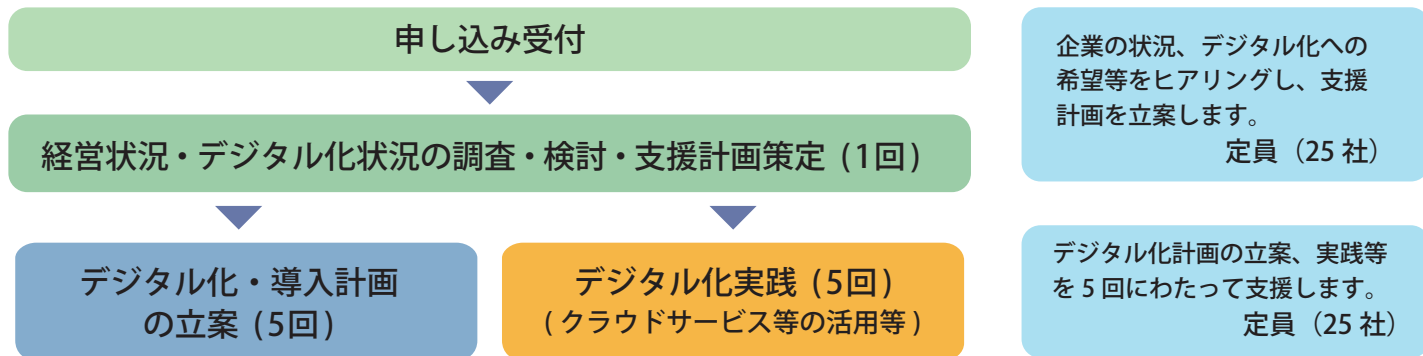 申し込み受付
経営状況・デジタル化状況の調査・検討・支援計画策定 (1回)
デジタル化・導入計画
の立案 (5回)
デジタル化実践 (5回)
( クラウドサービス等の活用等 )
企業の状況、デジタル化への
希望等をヒアリングし、支援
計画を立案します。
定員（25 社）
デジタル化計画の立案、実践等
を 5 回にわたって支援します。
定員（25 社）